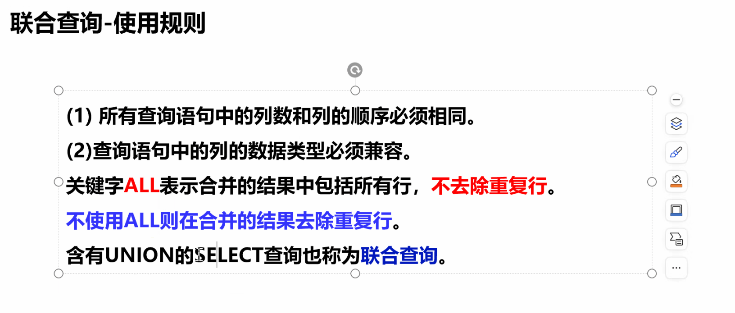 联合查询-使用规则
(1) 所有查询语句中的列数和列的顺序必须相同。
(2)查询语句中的列的数据类型必须兼容。
关键字ALL表示合并的结果中包括所有行，不去除重复行。
不使用ALL则在合并的结果去除重复行。
含有UNION的SELECT查询也称为联合查询。